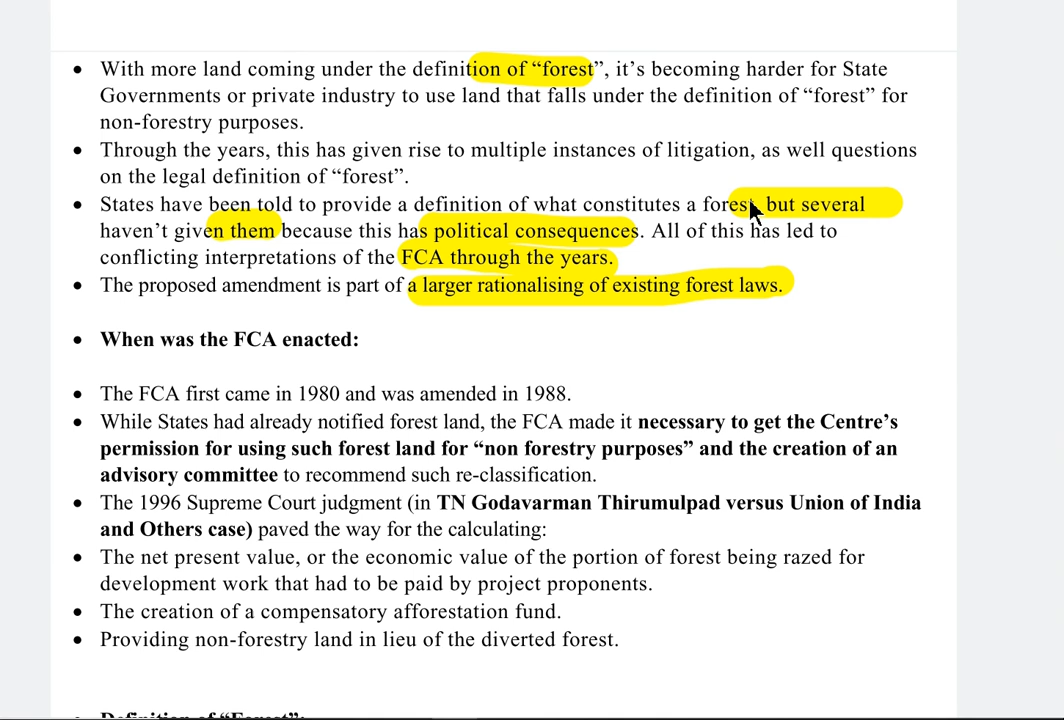 • With more land coming under the definition of “forest”, it’s becoming harder for State
Governments or private industry to use land that falls under the definition of “forest” for
non-forestry purposes.
• Through the years, this has given rise to multiple instances of litigation, as well questions
on the legal definition of “forest”.
• States have been told to provide a definition of what constitutes a forest, but several
haven’t given them because this has political consequences. All of this has led to
conflicting interpretations of the FCA through the years.
• The proposed amendment is part of a larger rationalising of existing forest laws.
• When was the FCA enacted:
• The FCA first came in 1980 and was amended in 1988.
• While States had already notified forest land, the FCA made it necessary to get the Centre’s
permission for using such forest land for “non forestry purposes” and the creation of an
advisory committee to recommend such re-classification.
• The 1996 Supreme Court judgment (in TN Godavarman Thirumulpad versus Union of India
and Others case) paved the way for the calculating:
• The net present value, or the economic value of the portion of forest being razed for
development work that had to be paid by project proponents.
• The creation of a compensatory afforestation fund.
• Providing non-forestry land in lieu of the diverted forest.
• Definition of “Forest”: